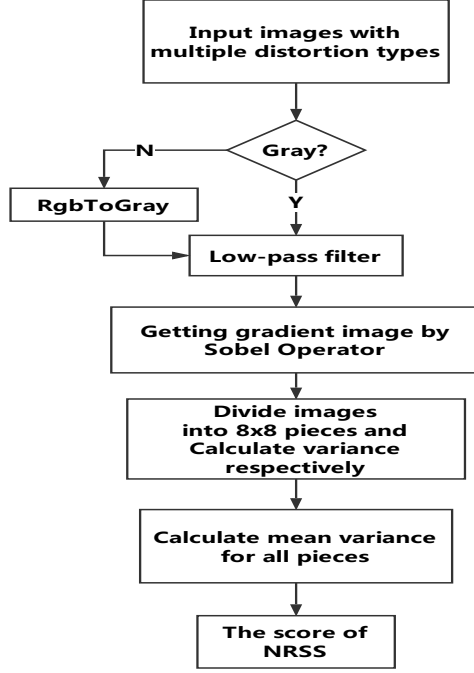 Input images with
multiple distortion types
Gray?
N
Y
RgbToGray
Low-pass filter
Getting gradient image by
Sobel Operator
Divide images
into 8x8 pieces and
Calculate variance
respectively
Calculate mean variance
for all pieces
The score of
NRSS